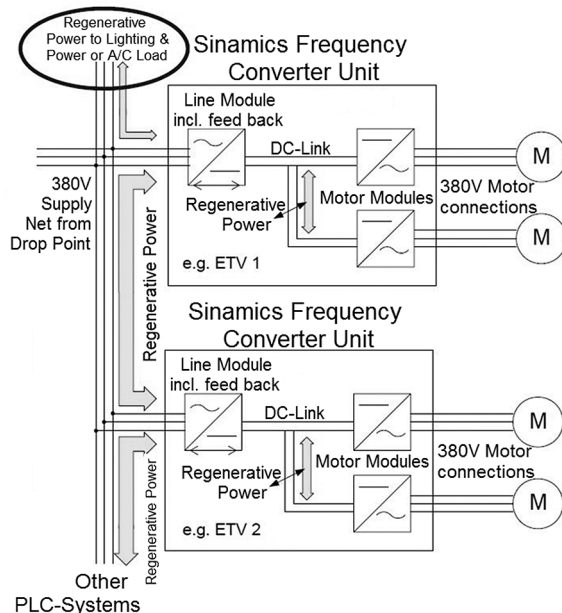 Regenerative
Power to Lighting &
Power or A/C Load
Sinamics Frequency
Converter Unit
Line Module
incl. feed back
DC-Link
M
380V
Supply
Net from
Drop Point
Regenerative Power
Regenerative
Power
Motor Modules
380V Motor
connections
M
e.g. ETV 1
Sinamics Frequency
Converter Unit
Line Module
incl. feed back
DC-Link
M
Regenerative Power
Regenerative
Power
Motor Modules
380V Motor
connections
M
e.g. ETV 2
Other
PLC-Systems